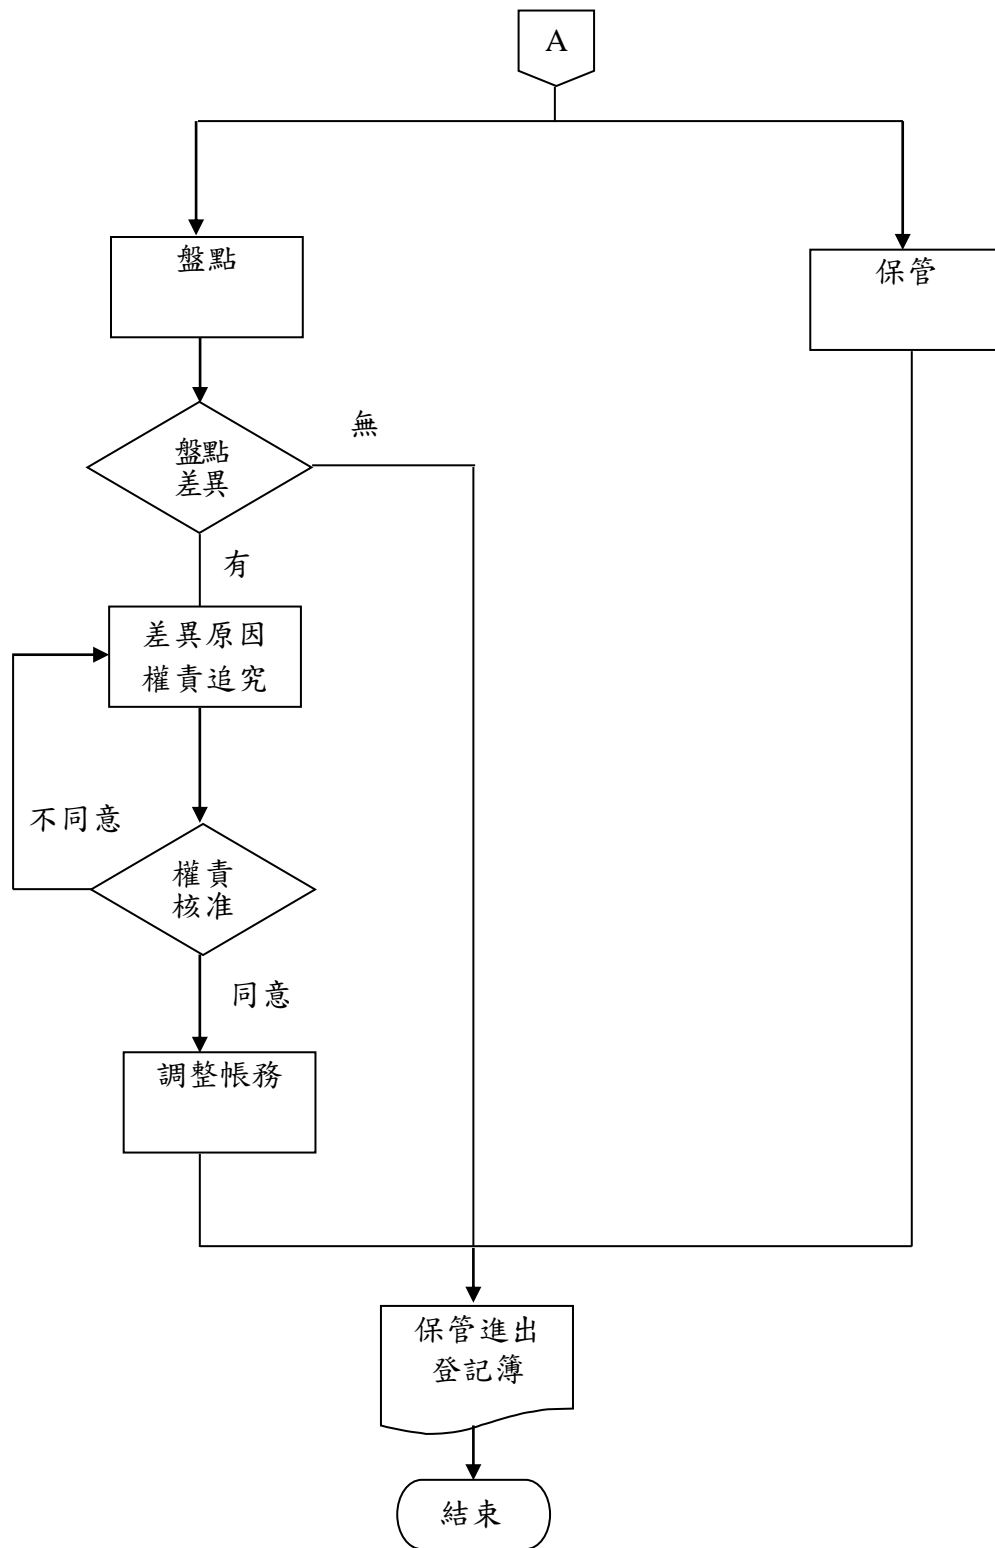 A
盤點
保管
無
盤點
差異
有
差異原因
權責追究
不同意
權責
核准
同意
調整帳務
保管進出
登記簿
結束